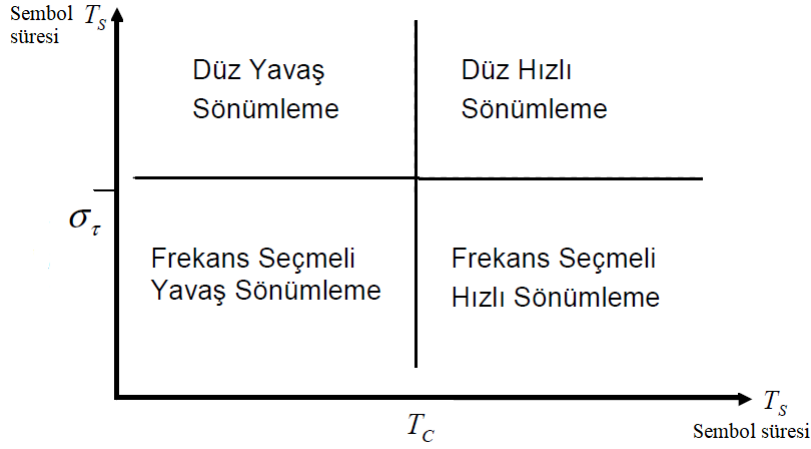 Sembol
süresi
T_S
Düz Yavaş
Sönümleme
Düz Hızlı
Sönümleme
σ_τ
Frekans Seçmeli
Yavaş Sönümleme
Frekans Seçmeli
Hızlı Sönümleme
T_C
T_S
Sembol süresi